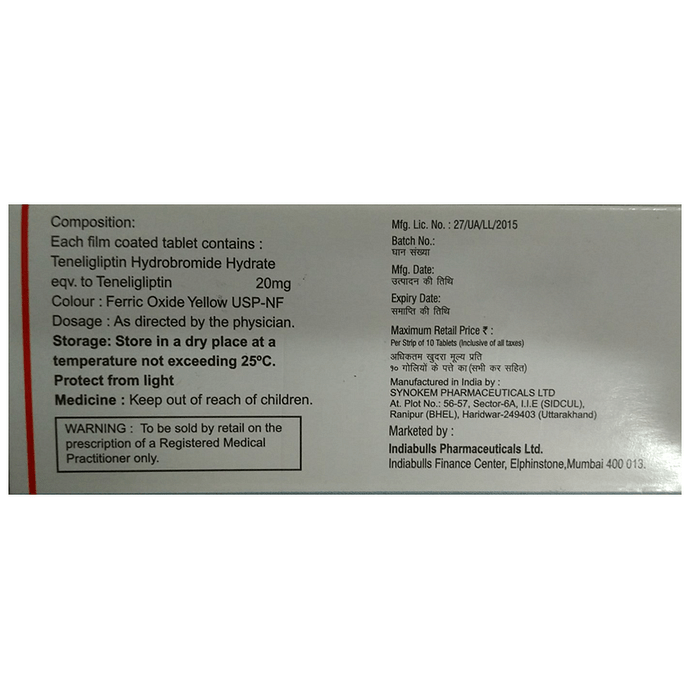 Composition:
Each film coated tablet contains :
Teneligliptin Hydrobromide Hydrate
eqv. to Teneligliptin 20mg
Colour : Ferric Oxide Yellow USP-NF
Dosage : As directed by the physician.
Storage: Store in a dry place at a
temperature not exceeding 25ºC.
Protect from light
Medicine : Keep out of reach of children.
WARNING : To be sold by retail on the
prescription of a Registered Medical
Practitioner only.
Mfg. Lic. No. : 27/UA/LL/2015
Batch No.:
घान संख्या
Mfg. Date:
उत्पादन की तिथि
Expiry Date:
समाप्ति की तिथि
Maximum Retail Price ₹ :
Per Strip of 10 Tablets (Inclusive of all taxes)
अधिकतम खुदरा मूल्य प्रति
१० गोलियों के पत्ते का (सभी कर सहित)
Manufactured in India by :
SYNOKEM PHARMACEUTICALS LTD
At. Plot No.: 56-57, Sector-6A, I.I.E (SIDCUL),
Ranipur (BHEL), Haridwar-249403 (Uttarakhand)
Marketed by :
Indiabulls Pharmaceuticals Ltd.
Indiabulls Finance Center, Elphinstone,Mumbai 400 013.